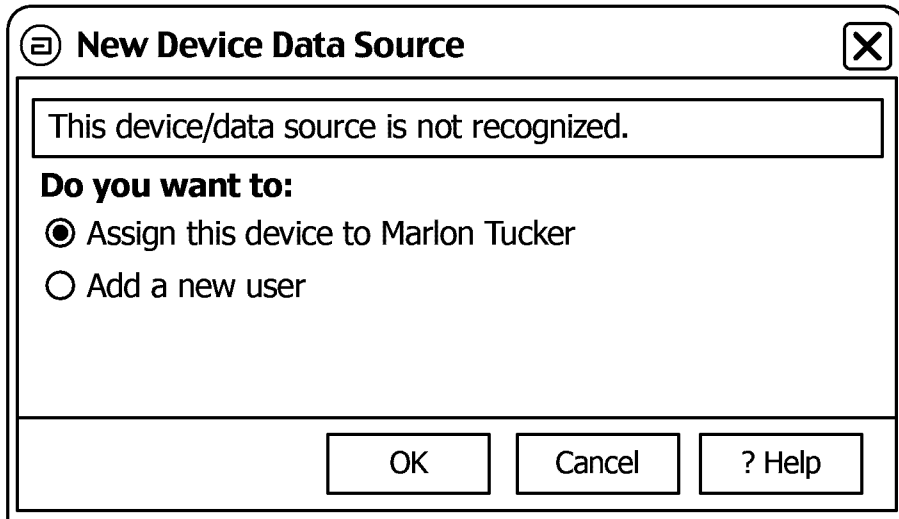 New Device Data Source
This device/data source is not recognized.
Do you want to:
Assign this device to Marlon Tucker
Add a new user
OK
Cancel
? Help